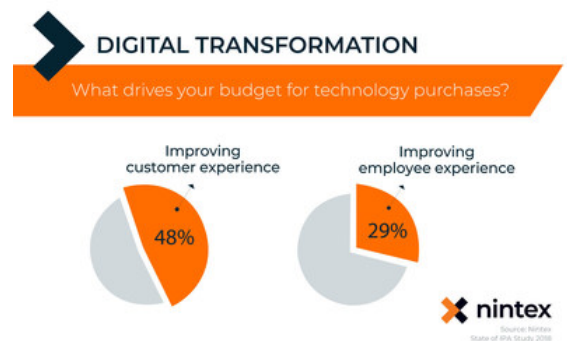 DIGITAL TRANSFORMATION
What drives your budget for technology purchases?
Improving
customer experience
48%
Improving
employee experience
29%
nintex
Source: Nintex
State of IPA Study 2018